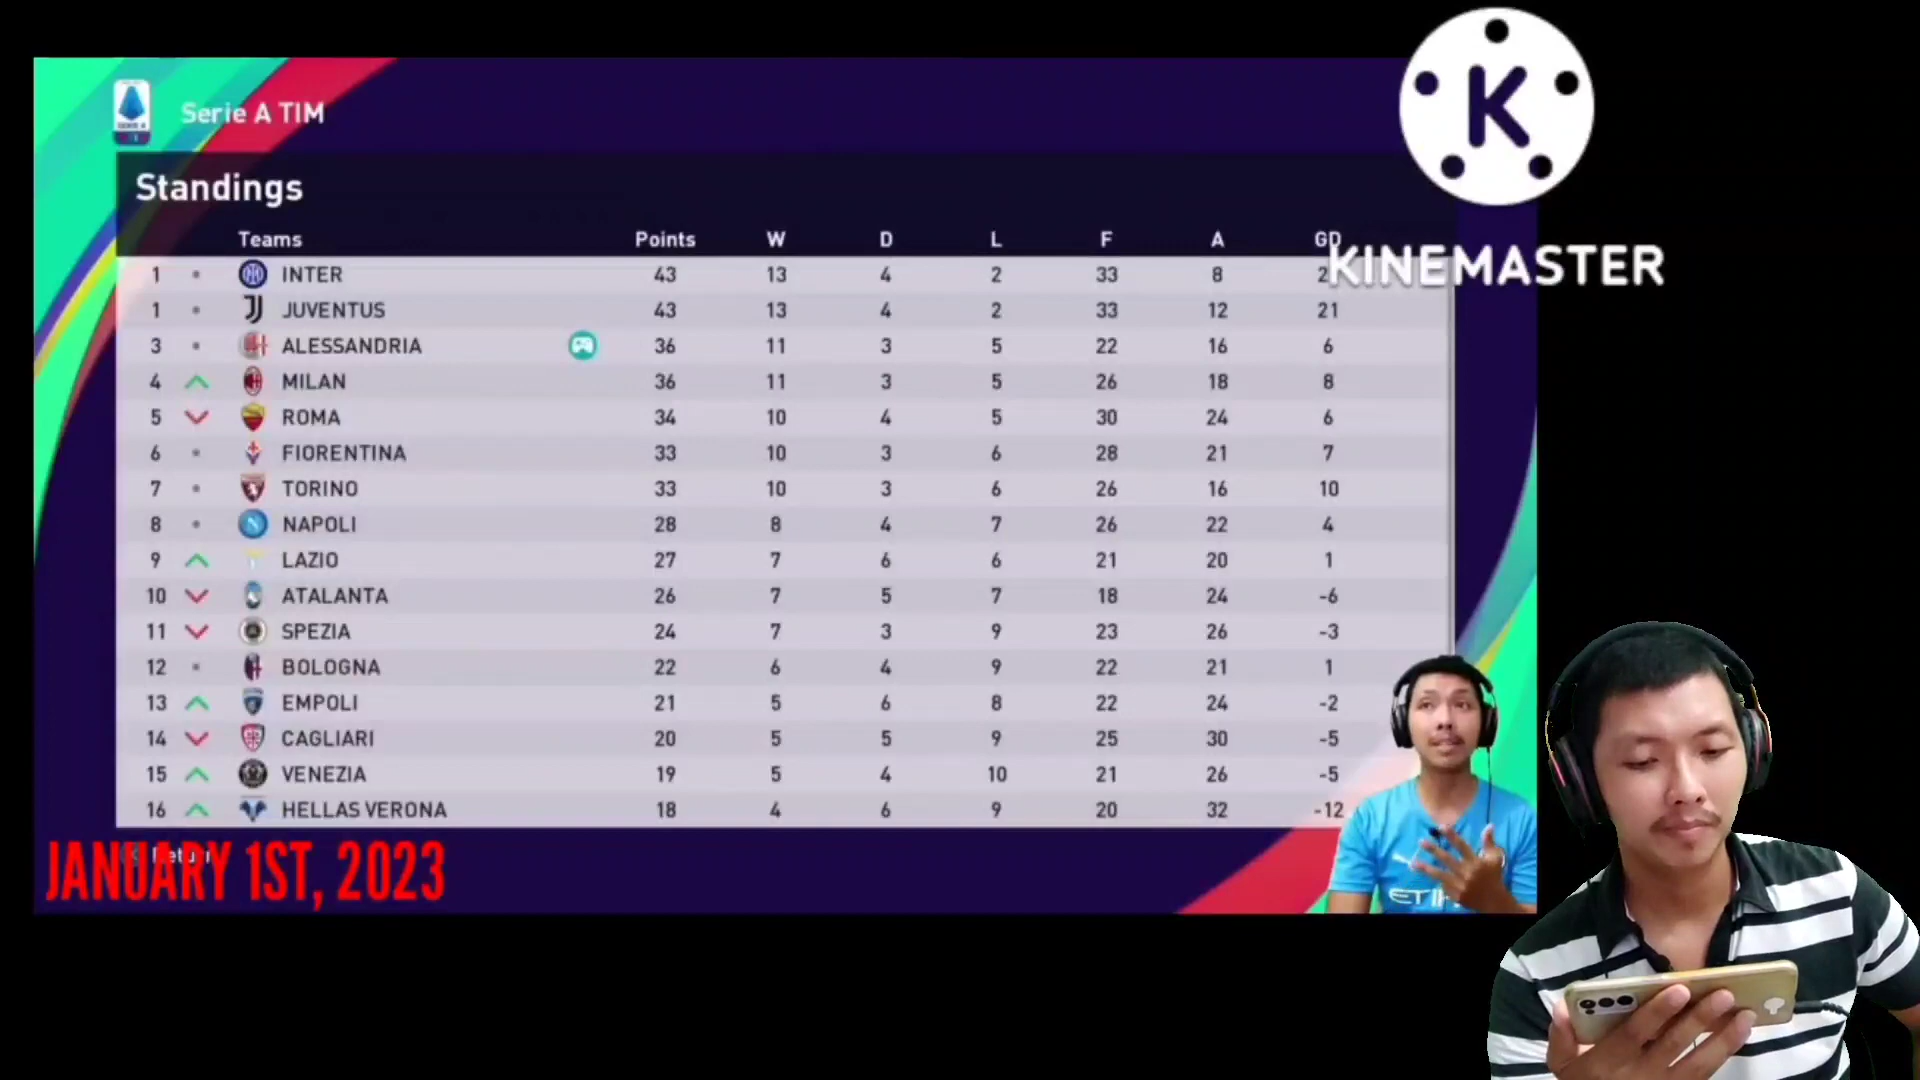 Serie A TIM
Standings
Teams Points W D L F A GD
1 INTER 43 13 4 2 33 8
1 JUVENTUS 43 13 4 2 33 12 21
3 ALESSANDRIA 36 11 3 5 22 16 6
4 MILAN 36 11 3 5 26 18 8
5 ROMA 34 10 4 5 30 24 6
6 FIORENTINA 33 10 3 6 28 21 7
7 TORINO 33 10 3 6 26 16 10
8 NAPOLI 28 8 4 7 26 22 4
9 LAZIO 27 7 6 6 21 20 1
10 ATALANTA 26 7 5 7 18 24 -6
11 SPEZIA 24 7 3 9 23 26 -3
12 BOLOGNA 22 6 4 9 22 21 1
13 EMPOLI 21 5 6 8 22 24 -2
14 CAGLIARI 20 5 5 9 25 30 -5
15 VENEZIA 19 5 4 10 21 26 -5
16 HELLAS VERONA 18 4 6 9 20 32 -12
JANUARY 1ST, 2023
K
KINEMASTER